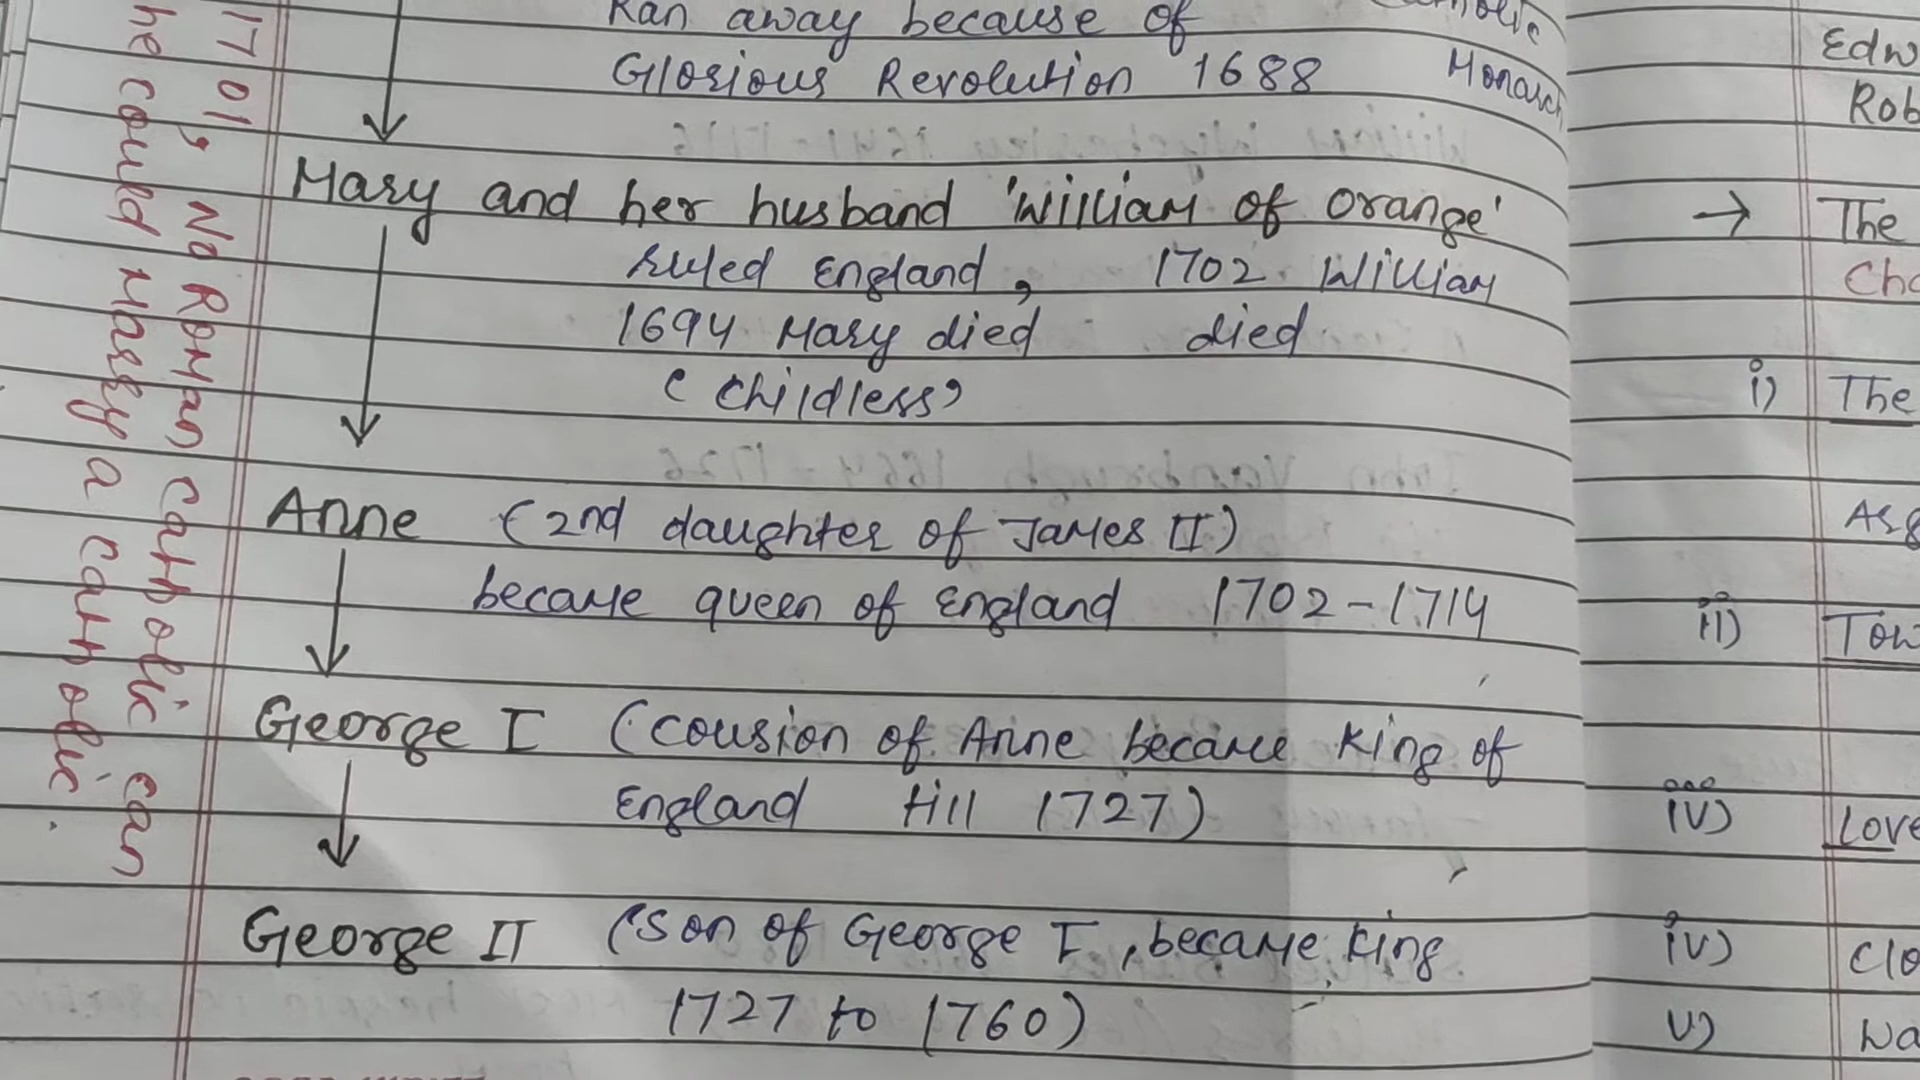 Ran away because of
Glorious Revolution 1688
Monarch
Mary and her husband 'William of Orange'
ruled England, 1702 William
1694 Mary died died
(Childless)
Anne (2nd daughter of James II)
became queen of England 1702-1714
George I (cousion of Anne became King of
England till 1727)
George II (son of George I, became King
1727 to 1760)
1701, No Roman catholic can
he could marry a catholic.
Edw
Rob
→ The
i) The
ii) Tow
iv) Love
iv) Clo
v) Wa